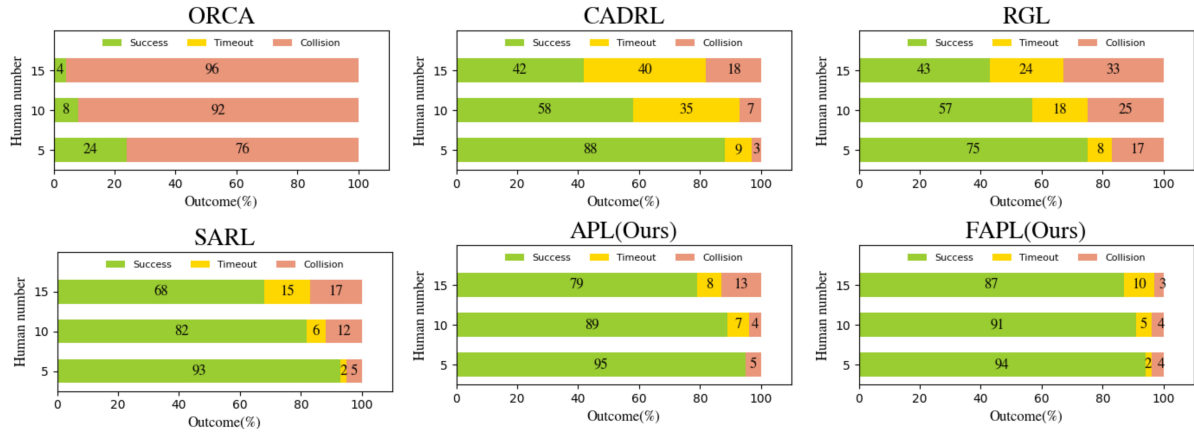 ORCA
Success Timeout Collision
Human number
15 4 96
10 8 92
5 24 76
0 20 40 60 80 100
Outcome(%)
CADRL
Success Timeout Collision
Human number
15 42 40 18
10 58 35 7
5 88 9 3
0 20 40 60 80 100
Outcome(%)
RGL
Success Timeout Collision
Human number
15 43 24 33
10 57 18 25
5 75 8 17
0 20 40 60 80 100
Outcome(%)
SARL
Success Timeout Collision
Human number
15 68 15 17
10 82 6 12
5 93 2 5
0 20 40 60 80 100
Outcome(%)
APL(Ours)
Success Timeout Collision
Human number
15 79 8 13
10 89 7 4
5 95 5
0 20 40 60 80 100
Outcome(%)
FAPL(Ours)
Success Timeout Collision
Human number
15 87 10 3
10 91 5 4
5 94 2 4
0 20 40 60 80 100
Outcome(%)